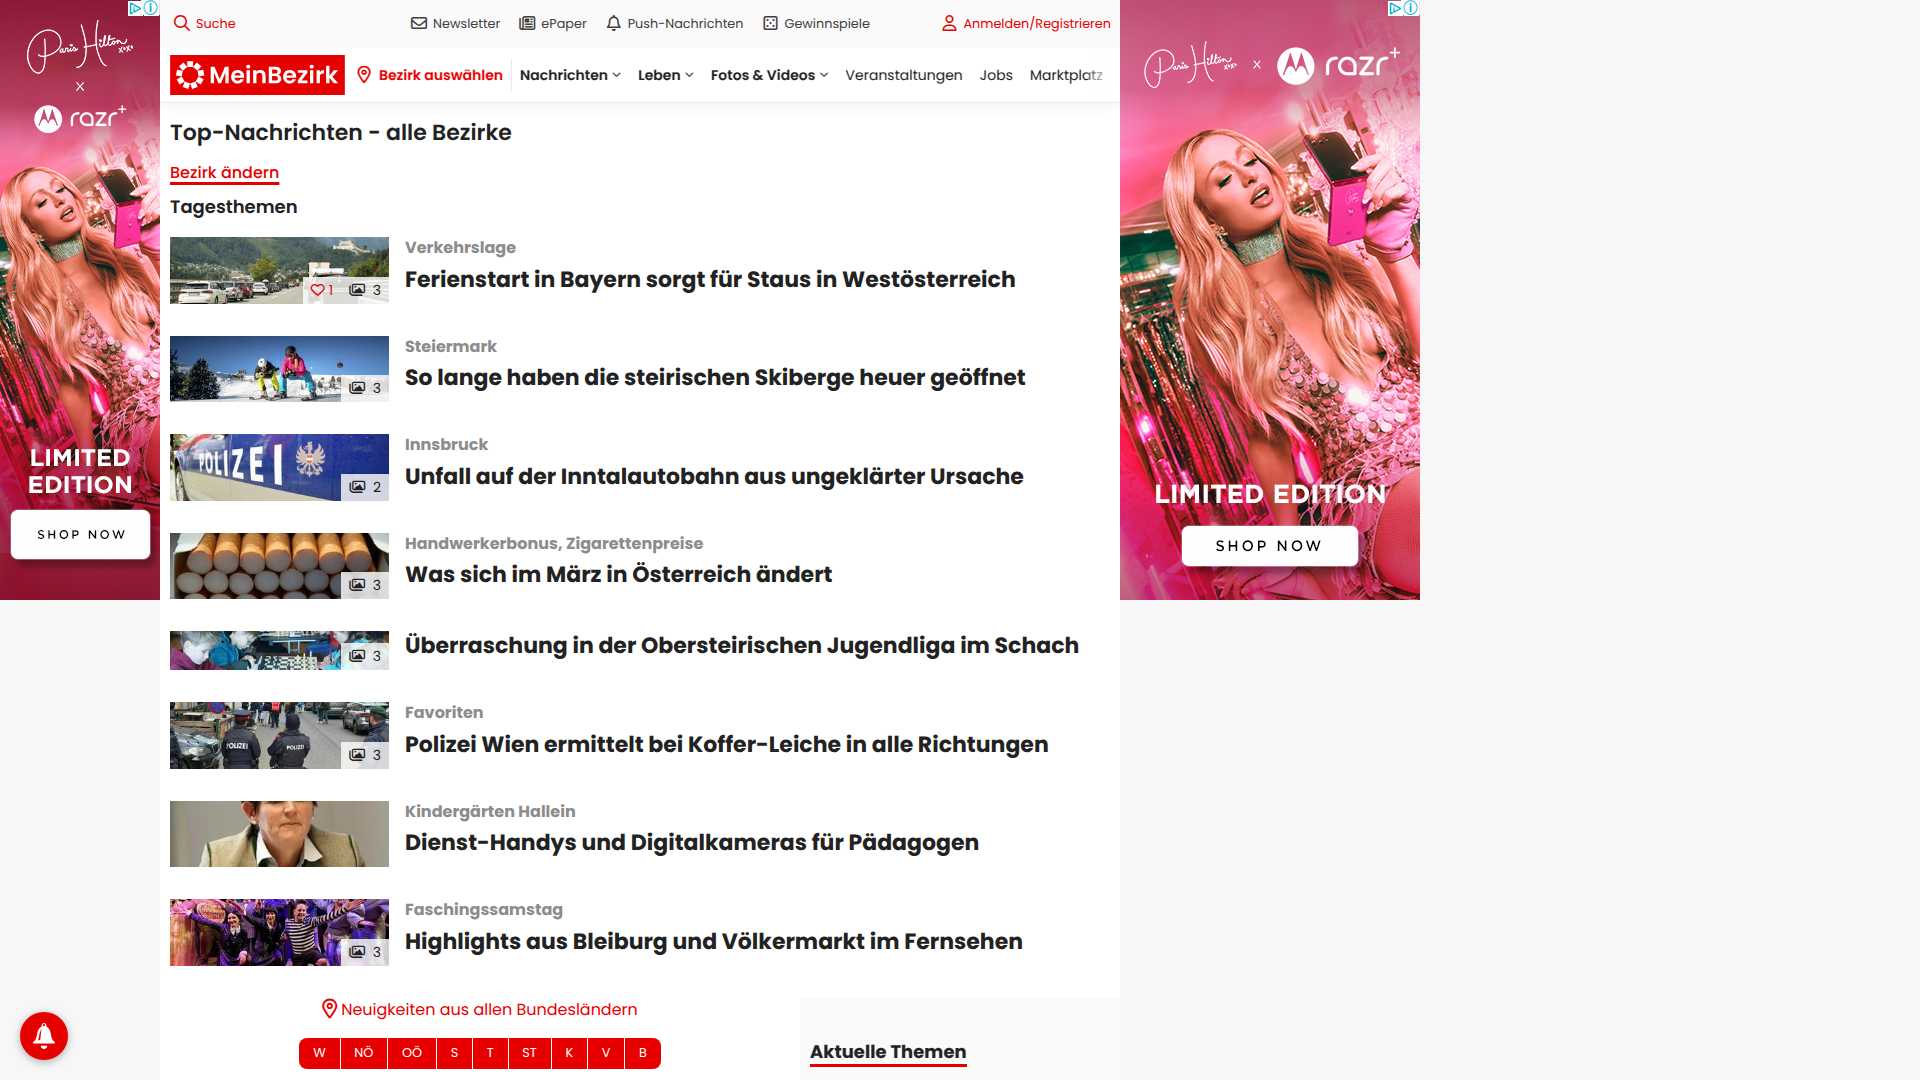 Suche
Newsletter
ePaper
Push-Nachrichten
Gewinnspiele
Anmelden/Registrieren
MeinBezirk
Bezirk auswählen
Nachrichten
Leben
Fotos & Videos
Veranstaltungen
Jobs
Marktplatz
Paris Hilton
xoxo
X
razr+
LIMITED
EDITION
SHOP NOW
Top-Nachrichten - alle Bezirke
Bezirk ändern
Tagesthemen
Verkehrslage
Ferienstart in Bayern sorgt für Staus in Westösterreich
1
3
Steiermark
So lange haben die steirischen Skiberge heuer geöffnet
3
Innsbruck
Unfall auf der Inntalautobahn aus ungeklärter Ursache
POLIZEI
2
Handwerkerbonus, Zigarettenpreise
Was sich im März in Österreich ändert
3
Überraschung in der Obersteirischen Jugendliga im Schach
3
Favoriten
Polizei Wien ermittelt bei Koffer-Leiche in alle Richtungen
POLIZEI
POLIZEI
3
Kindergärten Hallein
Dienst-Handys und Digitalkameras für Pädagogen
Faschingssamstag
Highlights aus Bleiburg und Völkermarkt im Fernsehen
3
Neuigkeiten aus allen Bundesländern
W NÖ OÖ S T ST K V B
Aktuelle Themen
Paris Hilton
xoxo
X
razr+
LIMITED EDITION
SHOP NOW